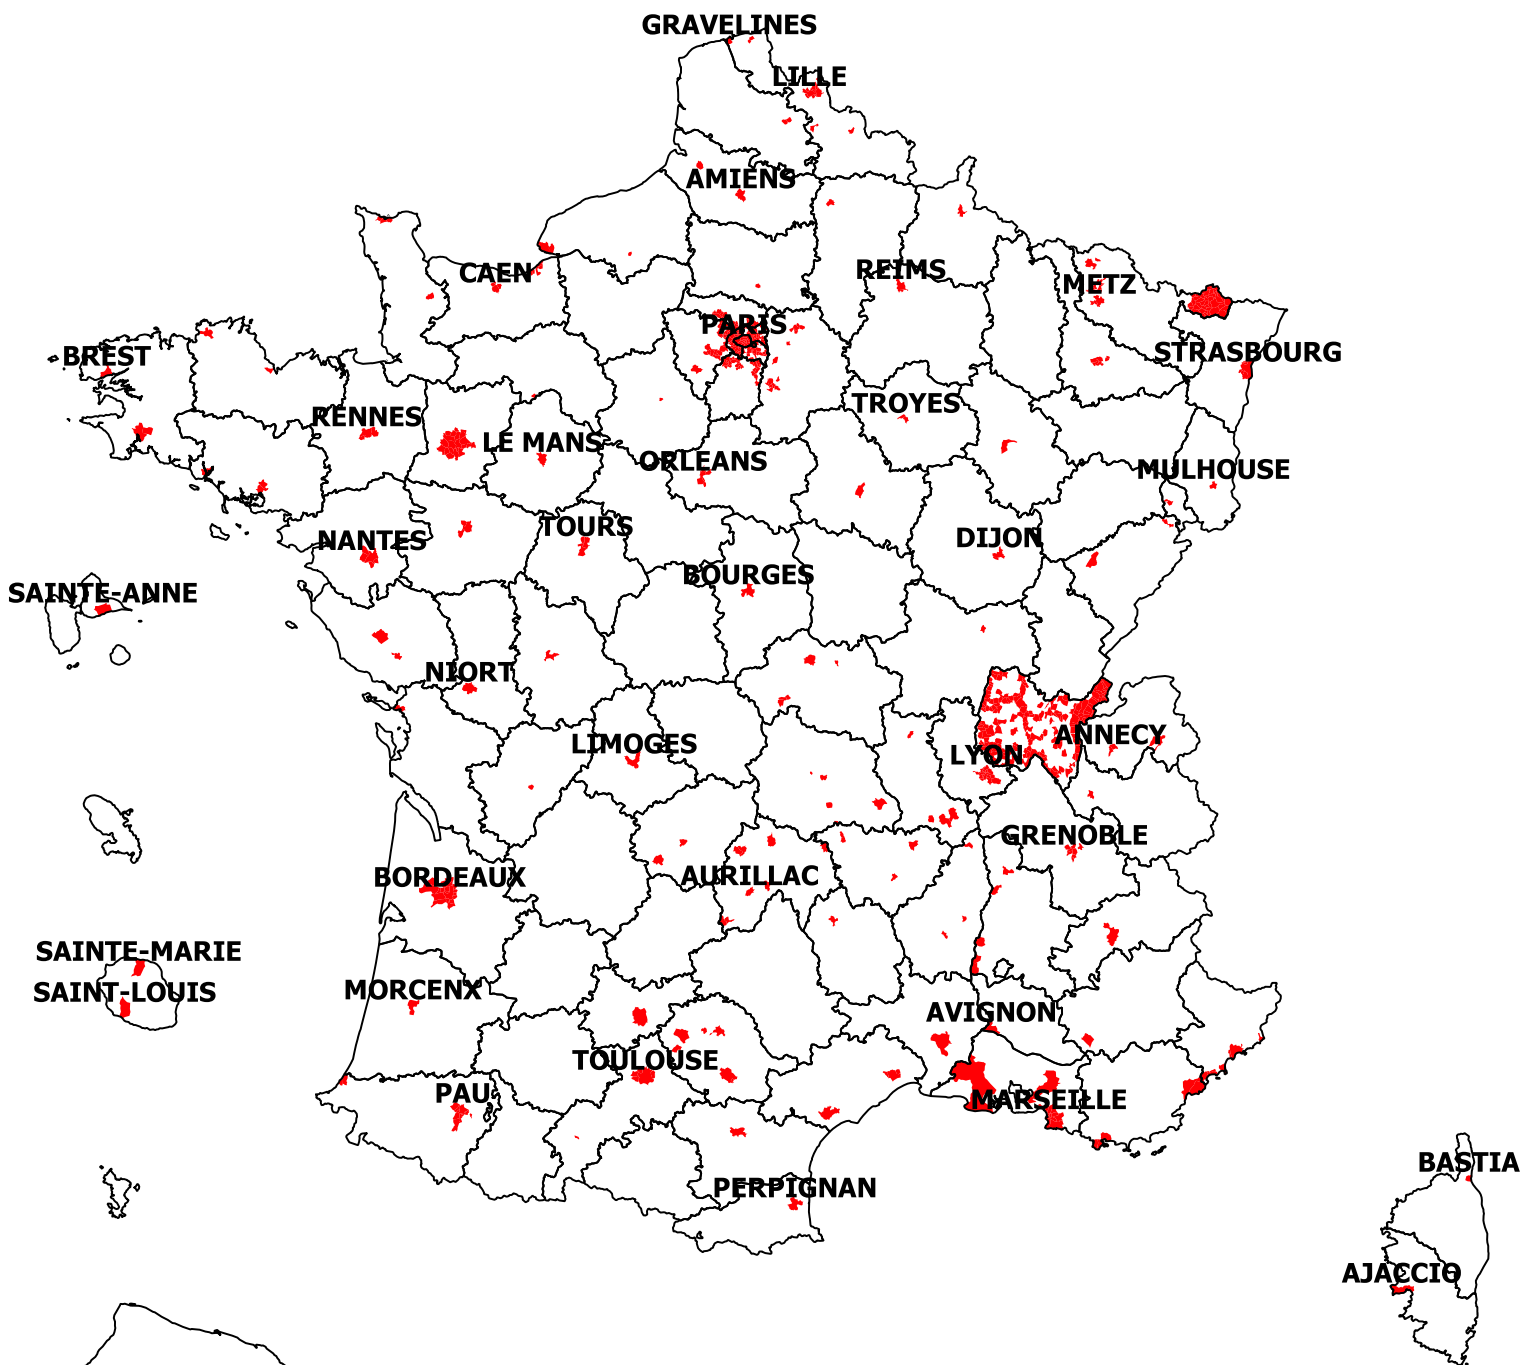 GRAVELINES
LILLE
AMIENS
REIMS
CAEN
METZ
PARIS
STRASBOURG
BREST
TROYES
RENNES
LE MANS
ORLEANS
MULHOUSE
TOURS
DIJON
NANTES
BOURGES
SAINTE-ANNE
NIORT
ANNECY
LIMOGES
LYON
GRENOBLE
BORDEAUX
AURILLAC
SAINTE-MARIE
MORCENX
SAINT-LOUIS
AVIGNON
TOULOUSE
PAU
MARSEILLE
BASTIA
PERPIGNAN
AJACCIO